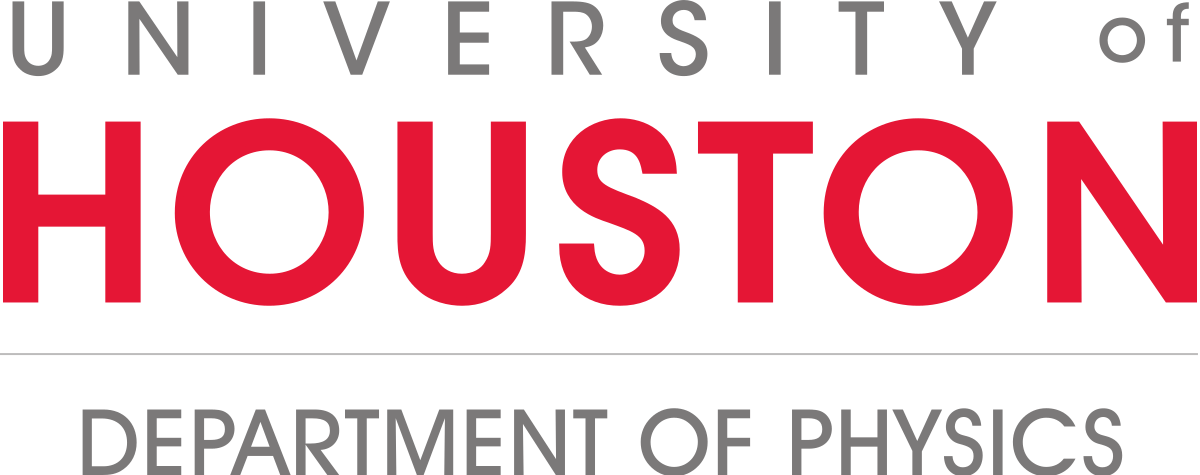 UNIVERSITY of
HOUSTON
DEPARTMENT OF PHYSICS